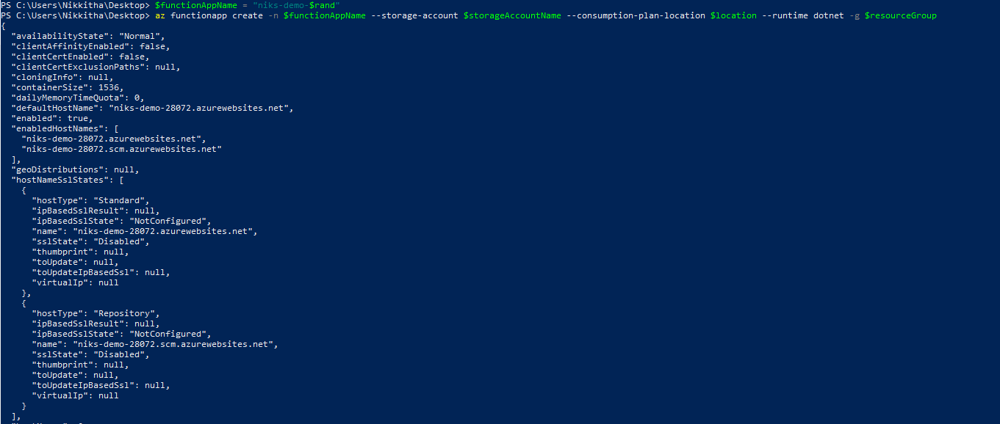 PS C:\Users\Nikkitha\Desktop> $functionAppName = "niks-demo-$rand"
PS C:\Users\Nikkitha\Desktop> az functionapp create -n $functionAppName --storage-account $storageAccountName --consumption-plan-location $location --runtime dotnet -g $resourceGroup
{
  "availabilityState": "Normal",
  "clientAffinityEnabled": false,
  "clientCertEnabled": false,
  "clientCertExclusionPaths": null,
  "cloningInfo": null,
  "containerSize": 1536,
  "dailyMemoryTimeQuota": 0,
  "defaultHostName": "niks-demo-28072.azurewebsites.net",
  "enabled": true,
  "enabledHostNames": [
    "niks-demo-28072.azurewebsites.net",
    "niks-demo-28072.scm.azurewebsites.net"
  ],
  "geoDistributions": null,
  "hostNameSslStates": [
    {
      "hostType": "Standard",
      "ipBasedSslResult": null,
      "ipBasedSslState": "NotConfigured",
      "name": "niks-demo-28072.azurewebsites.net",
      "sslState": "Disabled",
      "thumbprint": null,
      "toUpdate": null,
      "toUpdateIpBasedSsl": null,
      "virtualIp": null
    },
    {
      "hostType": "Repository",
      "ipBasedSslResult": null,
      "ipBasedSslState": "NotConfigured",
      "name": "niks-demo-28072.scm.azurewebsites.net",
      "sslState": "Disabled",
      "thumbprint": null,
      "toUpdate": null,
      "toUpdateIpBasedSsl": null,
      "virtualIp": null
    }
  ],